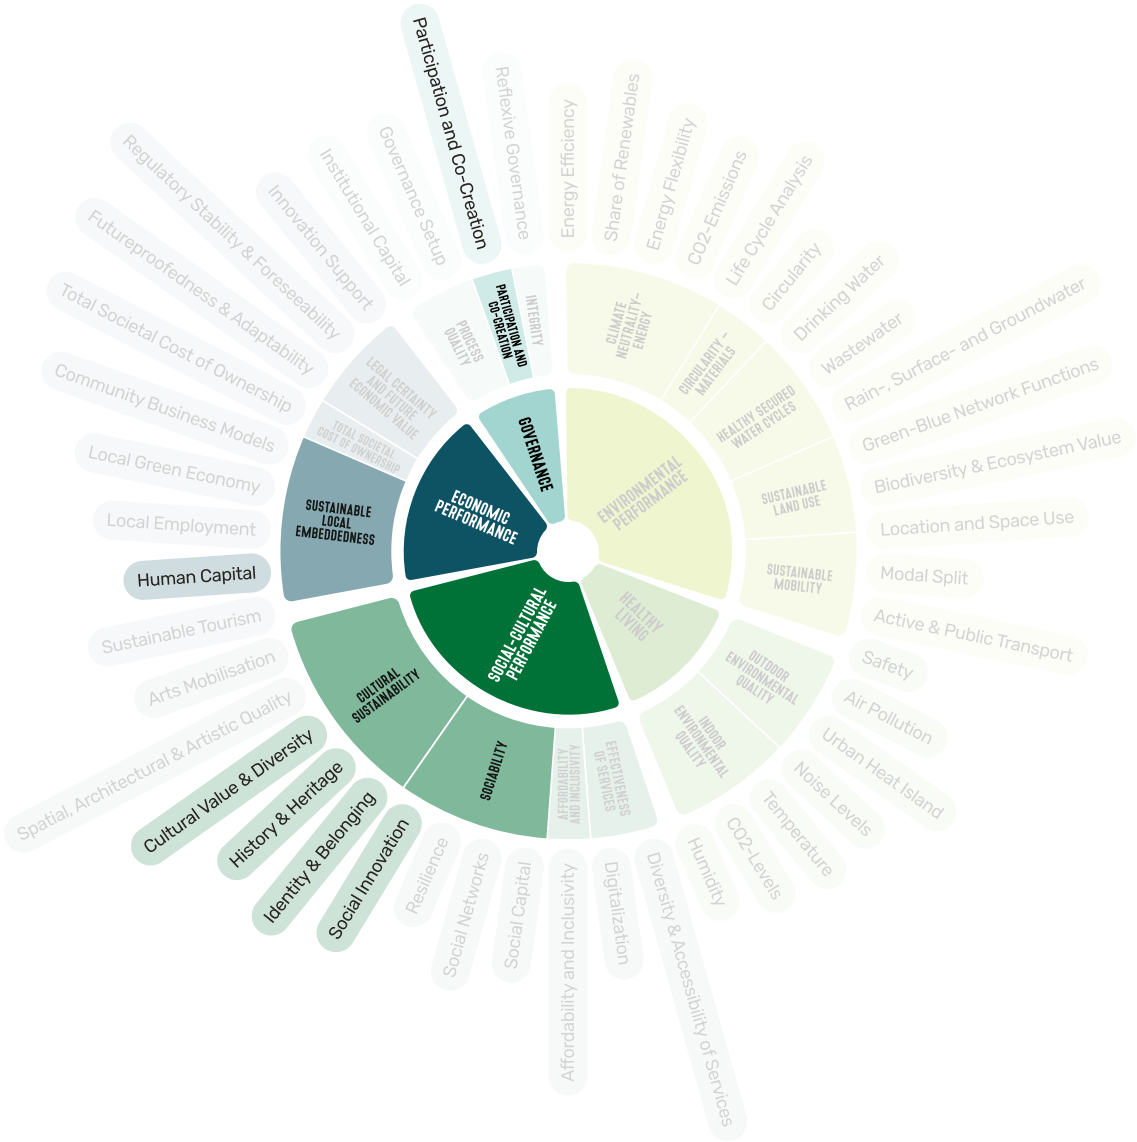 Participation and Co-Creation
Reflexive Governance
Energy Efficiency
Share of Renewables
Energy Flexibility
CO2-Emissions
Life Cycle Analysis
Circularity
Drinking Water
Wastewater
Rain-, Surface- and Groundwater
Green-Blue Network Functions
Biodiversity & Ecosystem Value
Location and Space Use
Modal Split
Active & Public Transport
Safety
Air Pollution
Urban Heat Island
Noise Levels
Temperature
CO2-Levels
Humidity
Diversity & Accessibility of Services
Digitalization
Affordability and Inclusivity
Social Capital
Social Networks
Resilience
Social Innovation
Identity & Belonging
History & Heritage
Cultural Value & Diversity
Spatial, Architectural & Artistic Quality
Arts Mobilisation
Sustainable Tourism
Human Capital
Local Employment
Local Green Economy
Community Business Models
Total Societal Cost of Ownership
Futureproofedness & Adaptability
Regulatory Stability & Foreseeability
Innovation Support
Institutional Capital
Governance Setup
PROCESS
QUALITY
PARTICIPATION AND
CO-CREATION
INTEGRITY
CLIMATE
NEUTRALITY-
ENERGY
CIRCULARITY -
MATERIALS
HEALTHY SECURED
WATER CYCLES
SUSTAINABLE
LAND USE
SUSTAINABLE
MOBILITY
OUTDOOR
ENVIRONMENTAL
QUALITY
INDOOR
ENVIRONMENTAL
QUALITY
EFFECTIVENESS
OF SERVICES
AFFORDABILITY
AND INCLUSIVITY
SOCIABILITY
CULTURAL
SUSTAINABILITY
SUSTAINABLE
LOCAL
EMBEDDEDNESS
TOTAL SOCIETAL
COST OF OWNERSHIP
LEGAL CERTAINTY
AND FUTURE
ECONOMIC VALUE
GOVERNANCE
ENVIRONMENTAL
PERFORMANCE
HEALTHY
LIVING
SOCIAL-CULTURAL
PERFORMANCE
ECONOMIC
PERFORMANCE